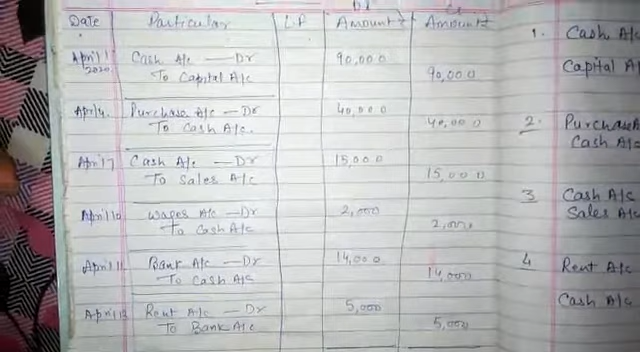 Date Particular L.P Amount₹ Amount₹
April 1 2020 Cash A/c — Dr 90,000
To Capital A/c 90,000
April 4. Purchase A/c — Dr 40,000
To Cash A/c. 40,000
April 7 Cash A/c — Dr 15,000
To Sales A/c 15,000
April 10 Wages A/c — Dr 2,000
To Cash A/c 2,000
April 11 Bank A/c — Dr 14,000
To Cash A/c 14,000
April 13 Rent A/c — Dr 5,000
To Bank A/c 5,000
1. Cash A/c
Capital A/
2. Purchase A
Cash A/c
3 Cash A/c
Sales A/c
4 Rent A/c
Cash A/c